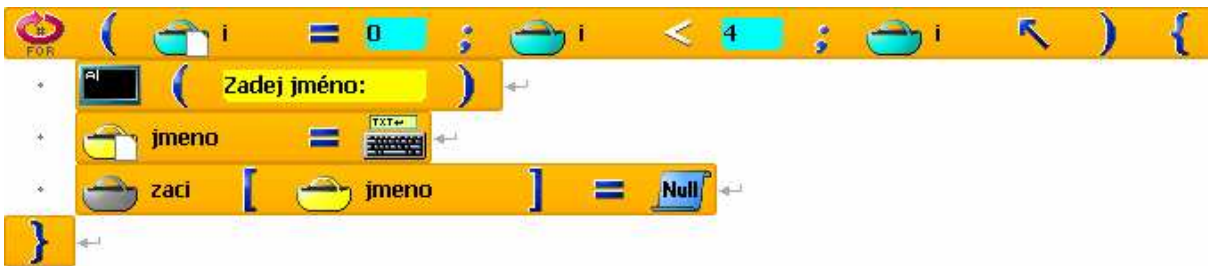 # FOR ( i = 0 ; i < 4 ; i ) {
A ( Zadej jméno: )
jmeno = TXT
zaci [ jmeno ] = Null
}